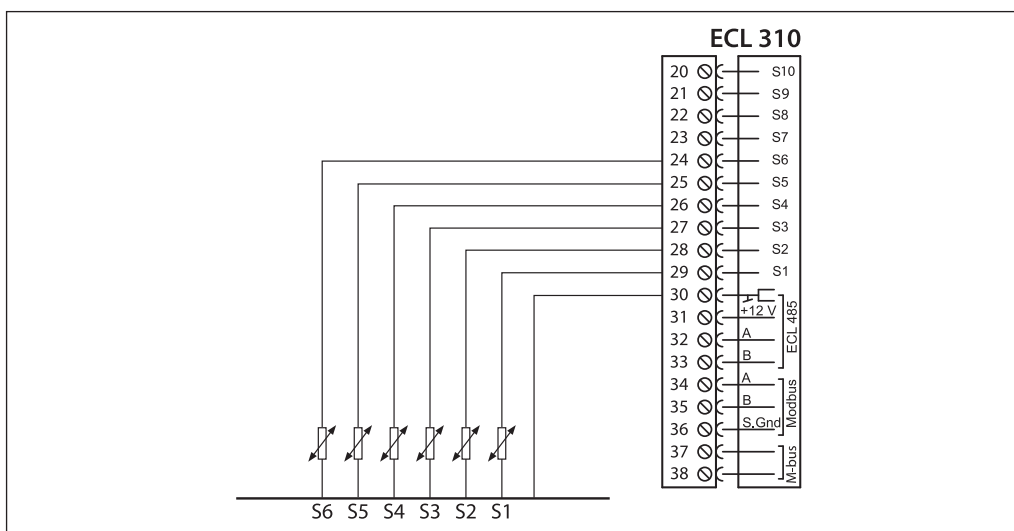 ECL 310
20 S10
21 S9
22 S8
23 S7
24 S6
25 S5
26 S4
27 S3
28 S2
29 S1
30
31 +12 V
32 A
33 B
ECL 485
34 A
35 B
36 S.Gnd
Modbus
37
38
M-bus
S6 S5 S4 S3 S2 S1